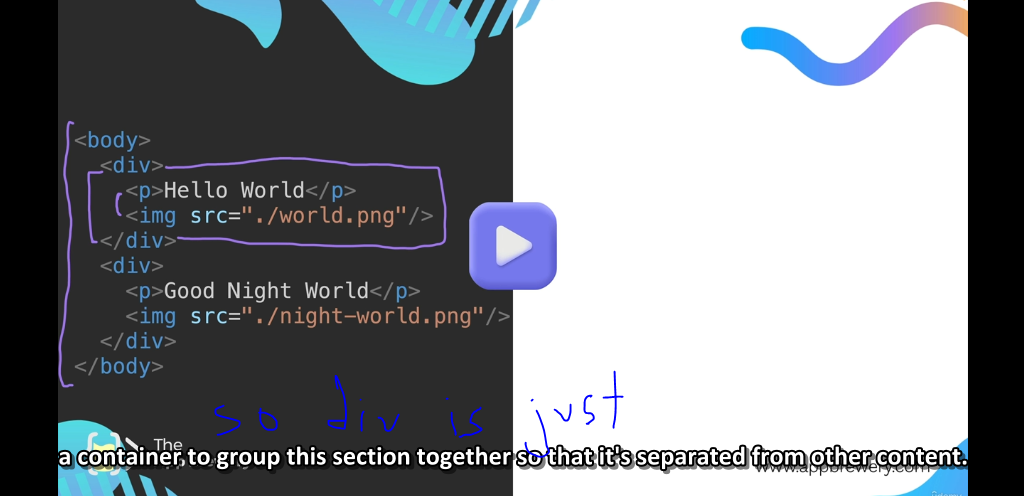 <body>
<div>
<p>Hello World</p>
<img src="./world.png"/>
</div>
<div>
<p>Good Night World</p>
<img src="./night-world.png"/>
</div>
</body>
so div is just
The
a container to group this section together so that it's separated from other content.
www.appbrewery.com